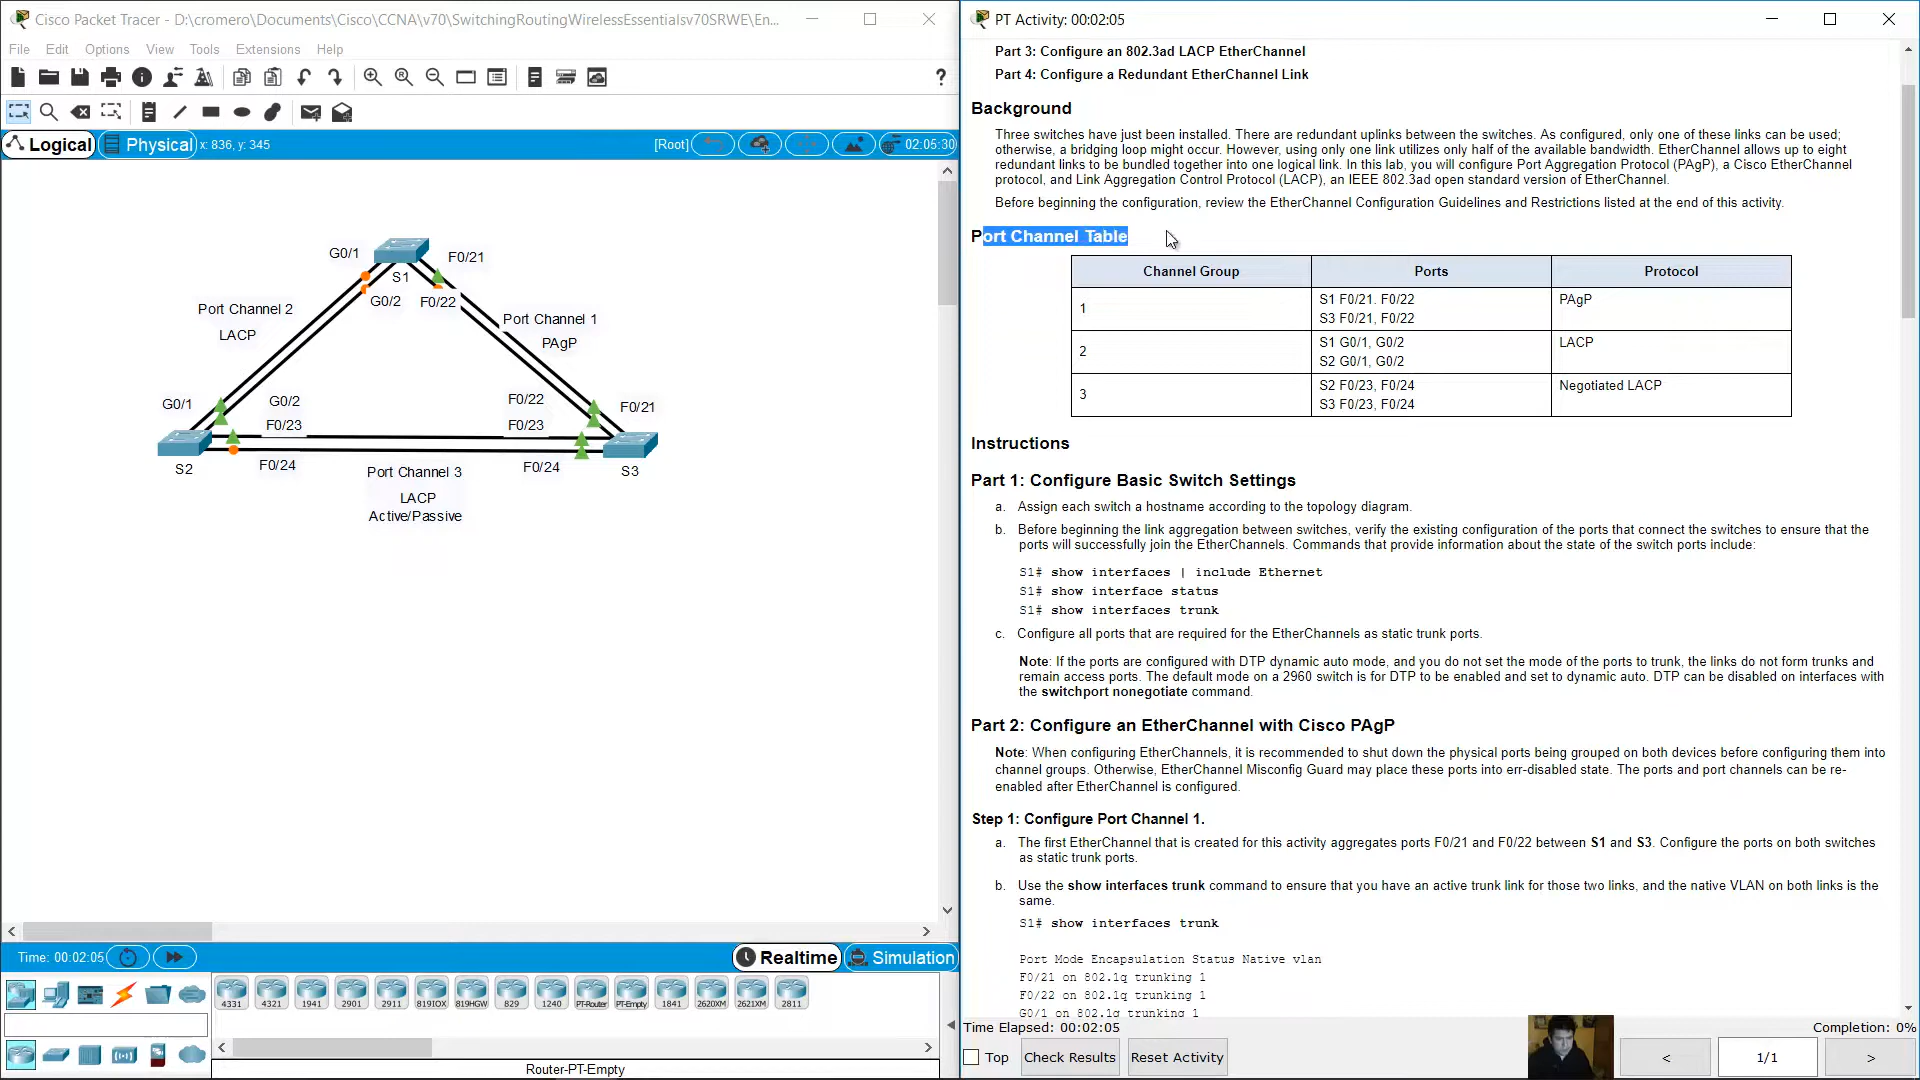 Cisco Packet Tracer - D:\cromero\Documents\Cisco\CCNA\v70\SwitchingRoutingWirelessEssentialsv70SRWE\En...
File Edit Options View Tools Extensions Help
?
Logical Physical x: 836, y: 345 [Root] 02:05:30
G0/1
S1
F0/21
G0/2
F0/22
Port Channel 2
LACP
Port Channel 1
PAgP
G0/1
G0/2
F0/23
F0/22
F0/23
F0/21
S2
F0/24
Port Channel 3
LACP
Active/Passive
F0/24
S3
Time: 00:02:05
Realtime Simulation
4331 4321 1941 2901 2911 819IOX 819HGW 829 1240 PT-Router PT-Empty 1841 2620XM 2621XM 2811
Router-PT-Empty
PT Activity: 00:02:05
Part 3: Configure an 802.3ad LACP EtherChannel
Part 4: Configure a Redundant EtherChannel Link
Background
Three switches have just been installed. There are redundant uplinks between the switches. As configured, only one of these links can be used;
otherwise, a bridging loop might occur. However, using only one link utilizes only half of the available bandwidth. EtherChannel allows up to eight
redundant links to be bundled together into one logical link. In this lab, you will configure Port Aggregation Protocol (PAgP), a Cisco EtherChannel
protocol, and Link Aggregation Control Protocol (LACP), an IEEE 802.3ad open standard version of EtherChannel.
Before beginning the configuration, review the EtherChannel Configuration Guidelines and Restrictions listed at the end of this activity.
Port Channel Table
Channel Group Ports Protocol
1 S1 F0/21. F0/22 PAgP
S3 F0/21, F0/22
2 S1 G0/1, G0/2 LACP
S2 G0/1, G0/2
3 S2 F0/23, F0/24 Negotiated LACP
S3 F0/23, F0/24
Instructions
Part 1: Configure Basic Switch Settings
a. Assign each switch a hostname according to the topology diagram.
b. Before beginning the link aggregation between switches, verify the existing configuration of the ports that connect the switches to ensure that the
ports will successfully join the EtherChannels. Commands that provide information about the state of the switch ports include:
S1# show interfaces | include Ethernet
S1# show interface status
S1# show interfaces trunk
c. Configure all ports that are required for the EtherChannels as static trunk ports.
Note: If the ports are configured with DTP dynamic auto mode, and you do not set the mode of the ports to trunk, the links do not form trunks and
remain access ports. The default mode on a 2960 switch is for DTP to be enabled and set to dynamic auto. DTP can be disabled on interfaces with
the switchport nonegotiate command.
Part 2: Configure an EtherChannel with Cisco PAgP
Note: When configuring EtherChannels, it is recommended to shut down the physical ports being grouped on both devices before configuring them into
channel groups. Otherwise, EtherChannel Misconfig Guard may place these ports into err-disabled state. The ports and port channels can be re-
enabled after EtherChannel is configured.
Step 1: Configure Port Channel 1.
a. The first EtherChannel that is created for this activity aggregates ports F0/21 and F0/22 between S1 and S3. Configure the ports on both switches
as static trunk ports.
b. Use the show interfaces trunk command to ensure that you have an active trunk link for those two links, and the native VLAN on both links is the
same.
S1# show interfaces trunk
Port Mode Encapsulation Status Native vlan
F0/21 on 802.1q trunking 1
F0/22 on 802.1q trunking 1
G0/1 on 802.1q trunking 1
Time Elapsed: 00:02:05 Completion: 0%
Top Check Results Reset Activity < 1/1 >